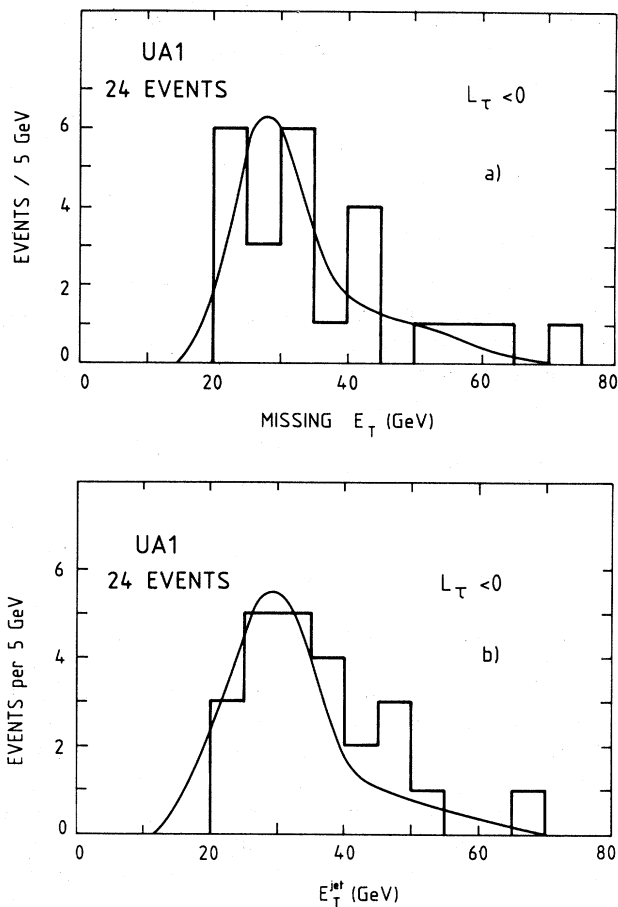 UA1
24 EVENTS
L_τ <0
a)
EVENTS / 5 GeV
6
4
2
0
0 20 40 60 80
MISSING E_T (GeV)
UA1
24 EVENTS
L_τ <0
b)
EVENTS per 5 GeV
6
4
2
0
0 20 40 60 80
E_T^jet (GeV)